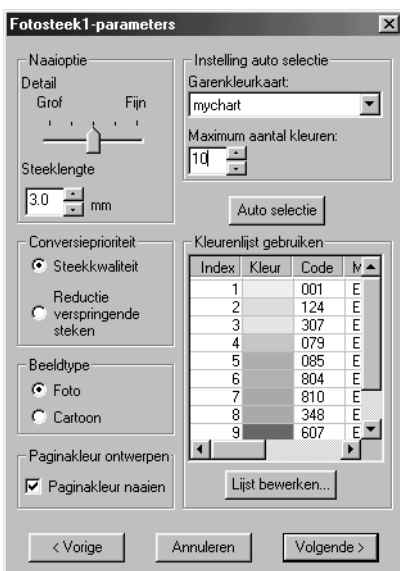 Fotosteek1-parameters
Naaioptie
Detail
Grof Fijn
Steeklengte
3.0 mm
Conversieprioriteit
Steekkwaliteit
Reductie
verspringende
steken
Beeldtype
Foto
Cartoon
Paginakleur ontwerpen
Paginakleur naaien
Instelling auto selectie
Garenkleurkaart:
mychart
Maximum aantal kleuren:
10
Auto selectie
Kleurenlijst gebruiken
Index Kleur Code M
1 001 E
2 124 E
3 307 E
4 079 E
5 085 E
6 804 E
7 810 E
8 348 E
9 607 E
Lijst bewerken...
< Vorige Annuleren Volgende >